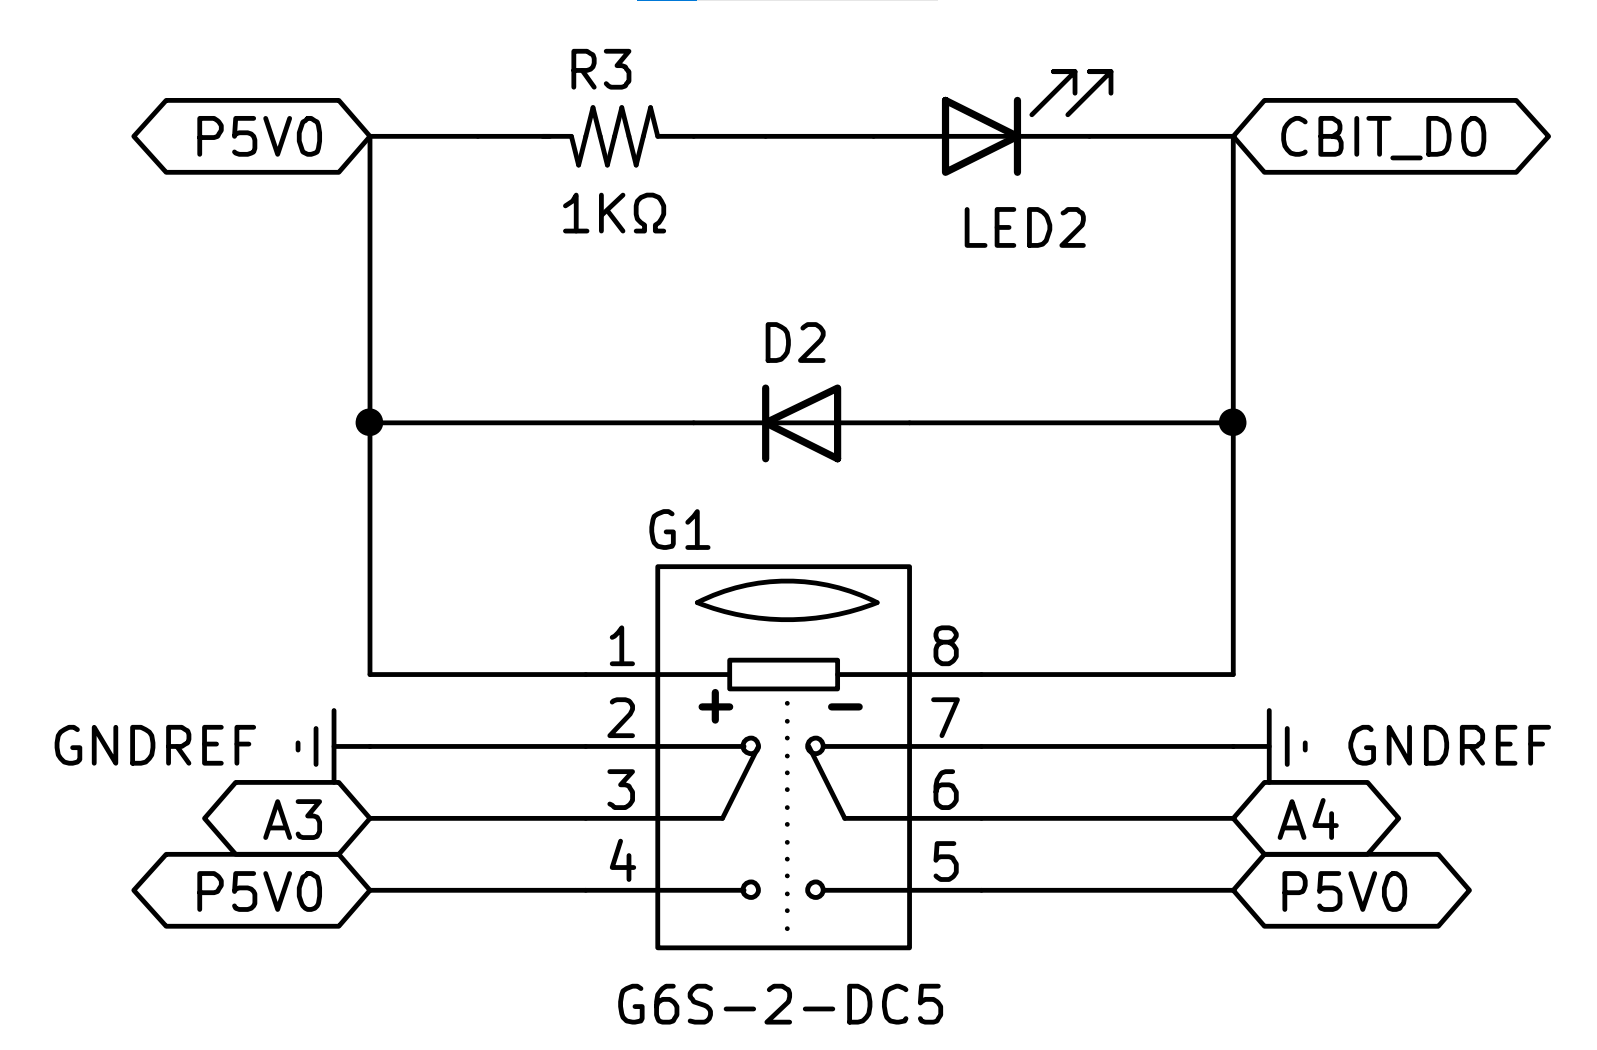 R3
P5V0
CBIT_D0
1KΩ
LED2
D2
G1
1
8
+
-
2
7
GNDREF
GNDREF
3
6
A3
A4
4
5
P5V0
P5V0
G6S-2-DC5